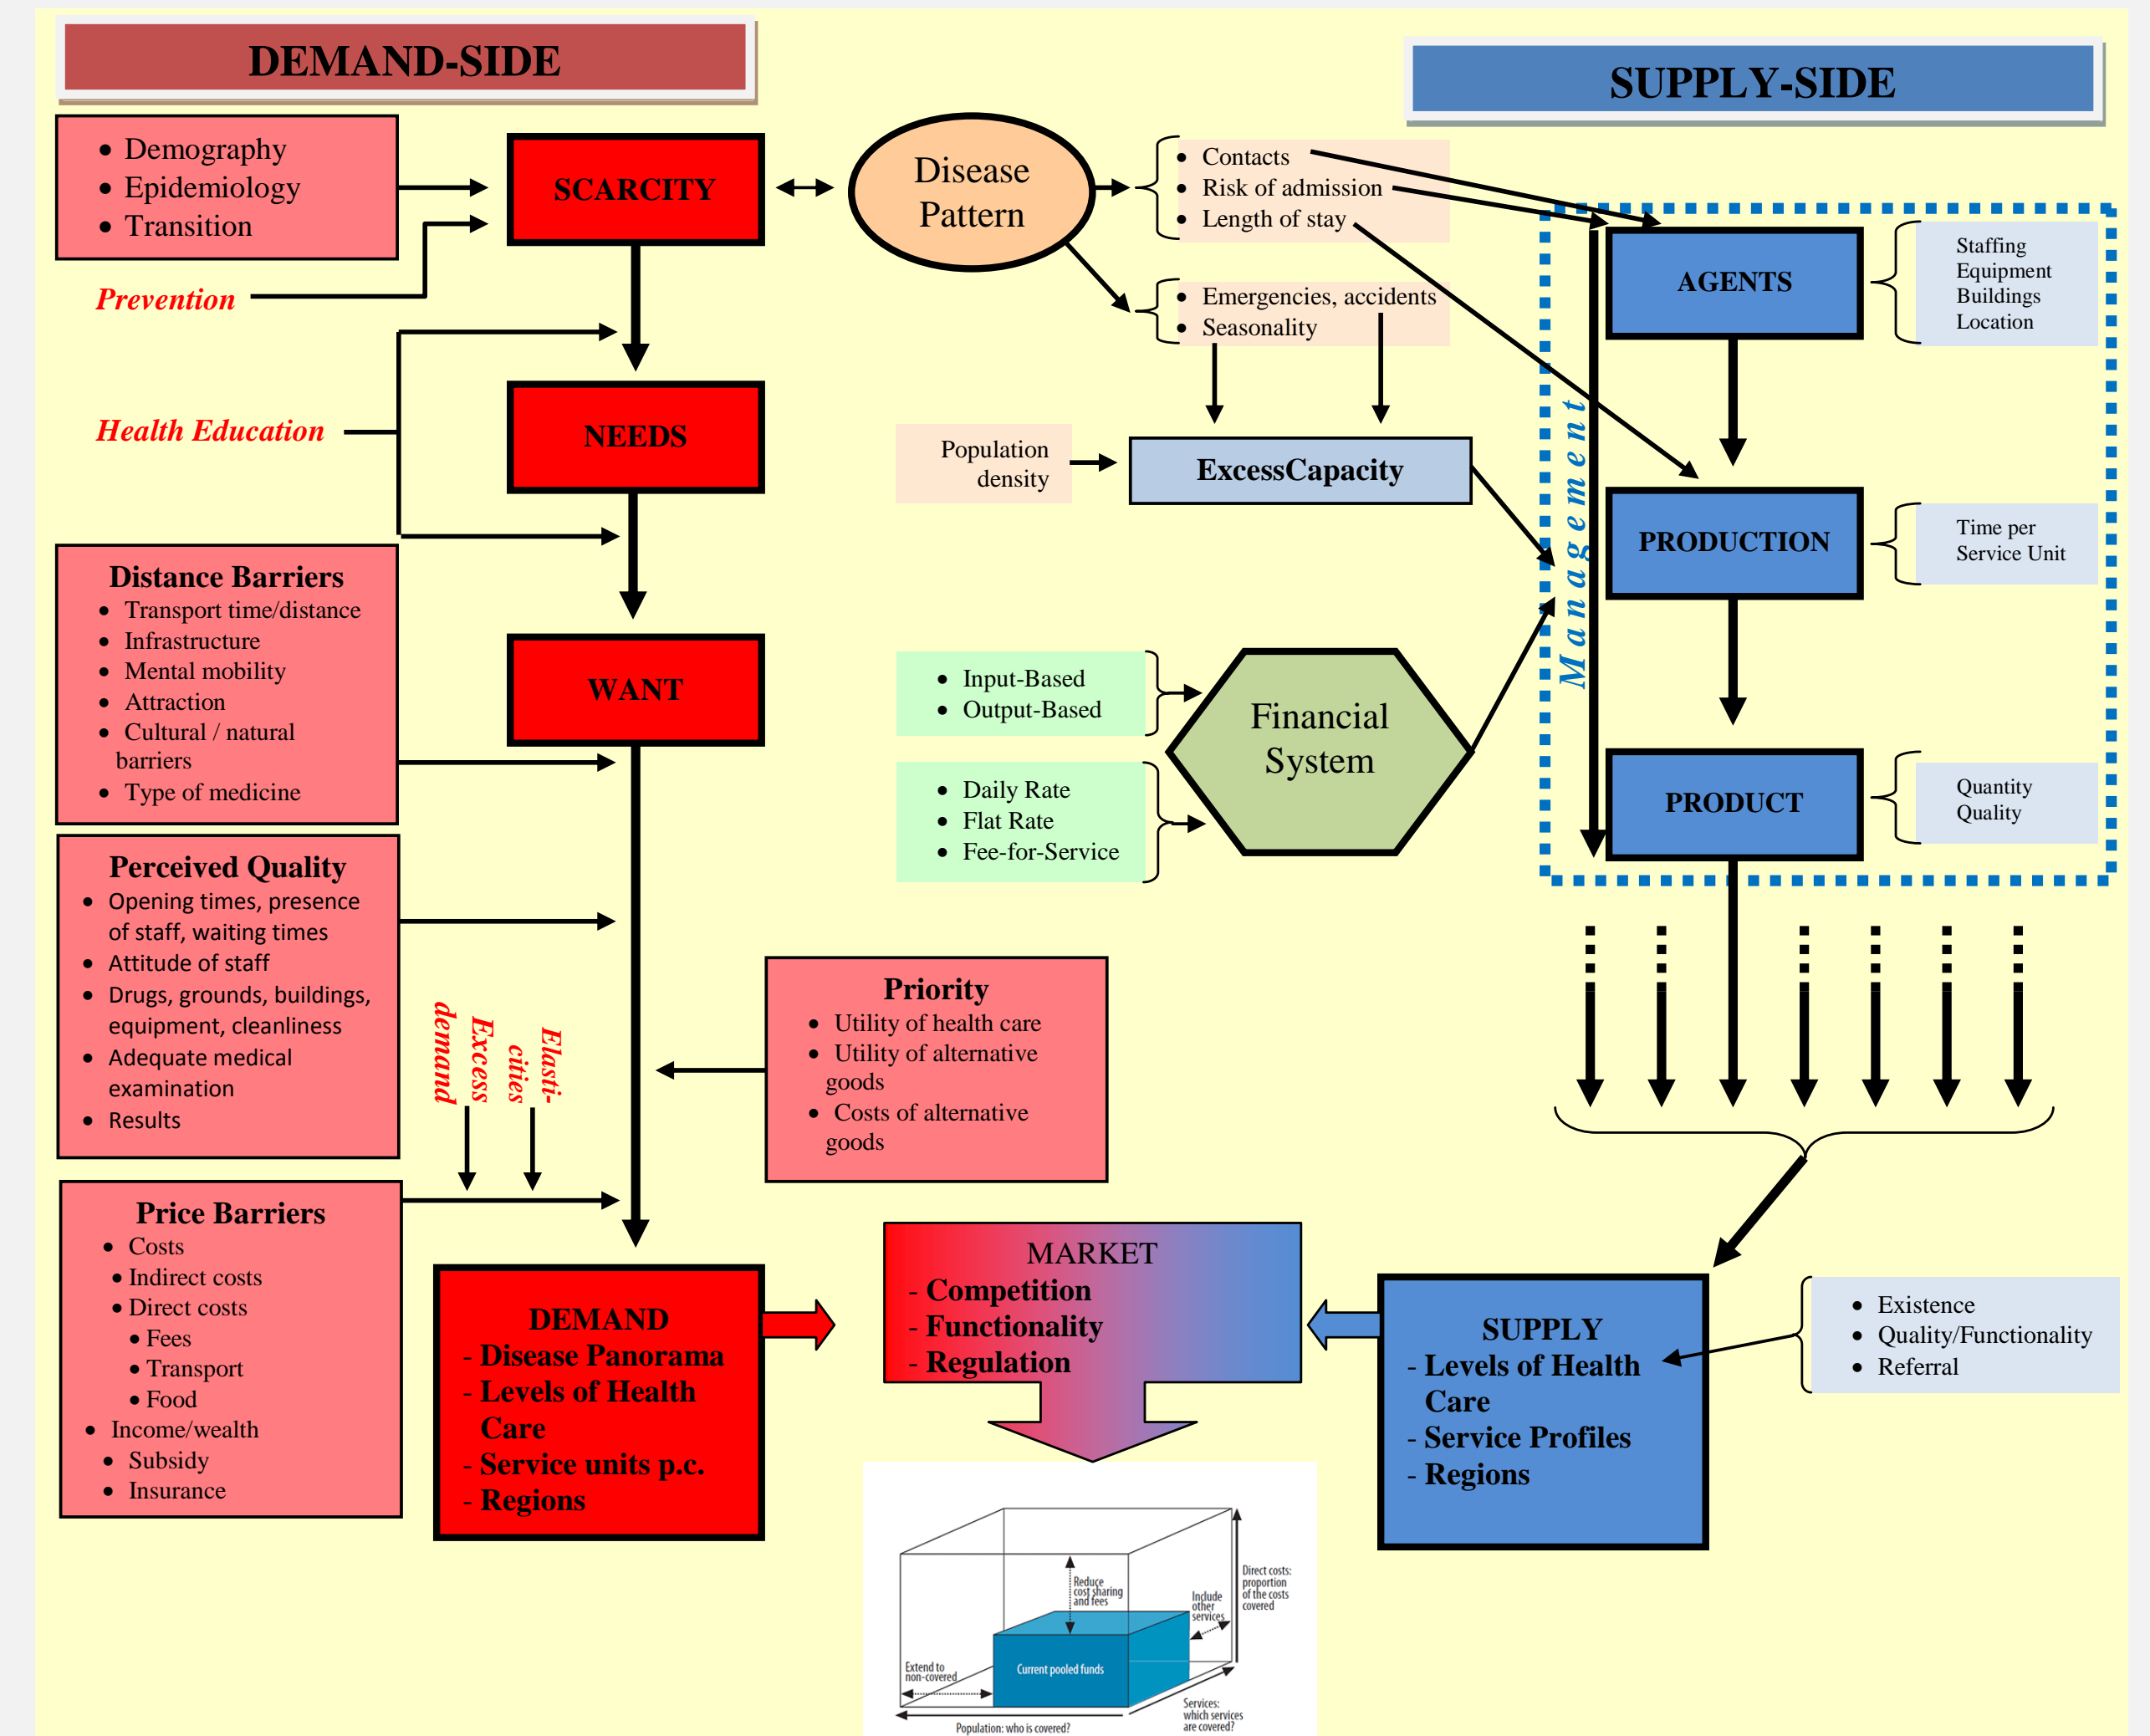 DEMAND-SIDE
SUPPLY-SIDE
• Demography
• Epidemiology
• Transition
SCARCITY
Disease
Pattern
• Contacts
• Risk of admission
• Length of stay
• Emergencies, accidents
• Seasonality
AGENTS
Staffing
Equipment
Buildings
Location
Prevention
Health Education
NEEDS
Population
density
ExcessCapacity
Management
PRODUCTION
Time per
Service Unit
Distance Barriers
• Transport time/distance
• Infrastructure
• Mental mobility
• Attraction
• Cultural / natural
barriers
• Type of medicine
WANT
• Input-Based
• Output-Based
• Daily Rate
• Flat Rate
• Fee-for-Service
Financial
System
PRODUCT
Quantity
Quality
Perceived Quality
• Opening times, presence
of staff, waiting times
• Attitude of staff
• Drugs, grounds, buildings,
equipment, cleanliness
• Adequate medical
examination
• Results
Excess
demand
Elasti-
cities
Priority
• Utility of health care
• Utility of alternative
goods
• Costs of alternative
goods
Price Barriers
• Costs
• Indirect costs
• Direct costs
• Fees
• Transport
• Food
• Income/wealth
• Subsidy
• Insurance
DEMAND
- Disease Panorama
- Levels of Health
Care
- Service units p.c.
- Regions
MARKET
- Competition
- Functionality
- Regulation
SUPPLY
- Levels of Health
Care
- Service Profiles
- Regions
• Existence
• Quality/Functionality
• Referral
Reduce
cost sharing
and fees
Include
other
services
Direct costs:
proportion
of the costs
covered
Extend to
non-covered
Current pooled funds
Services:
which services
are covered?
Population: who is covered?